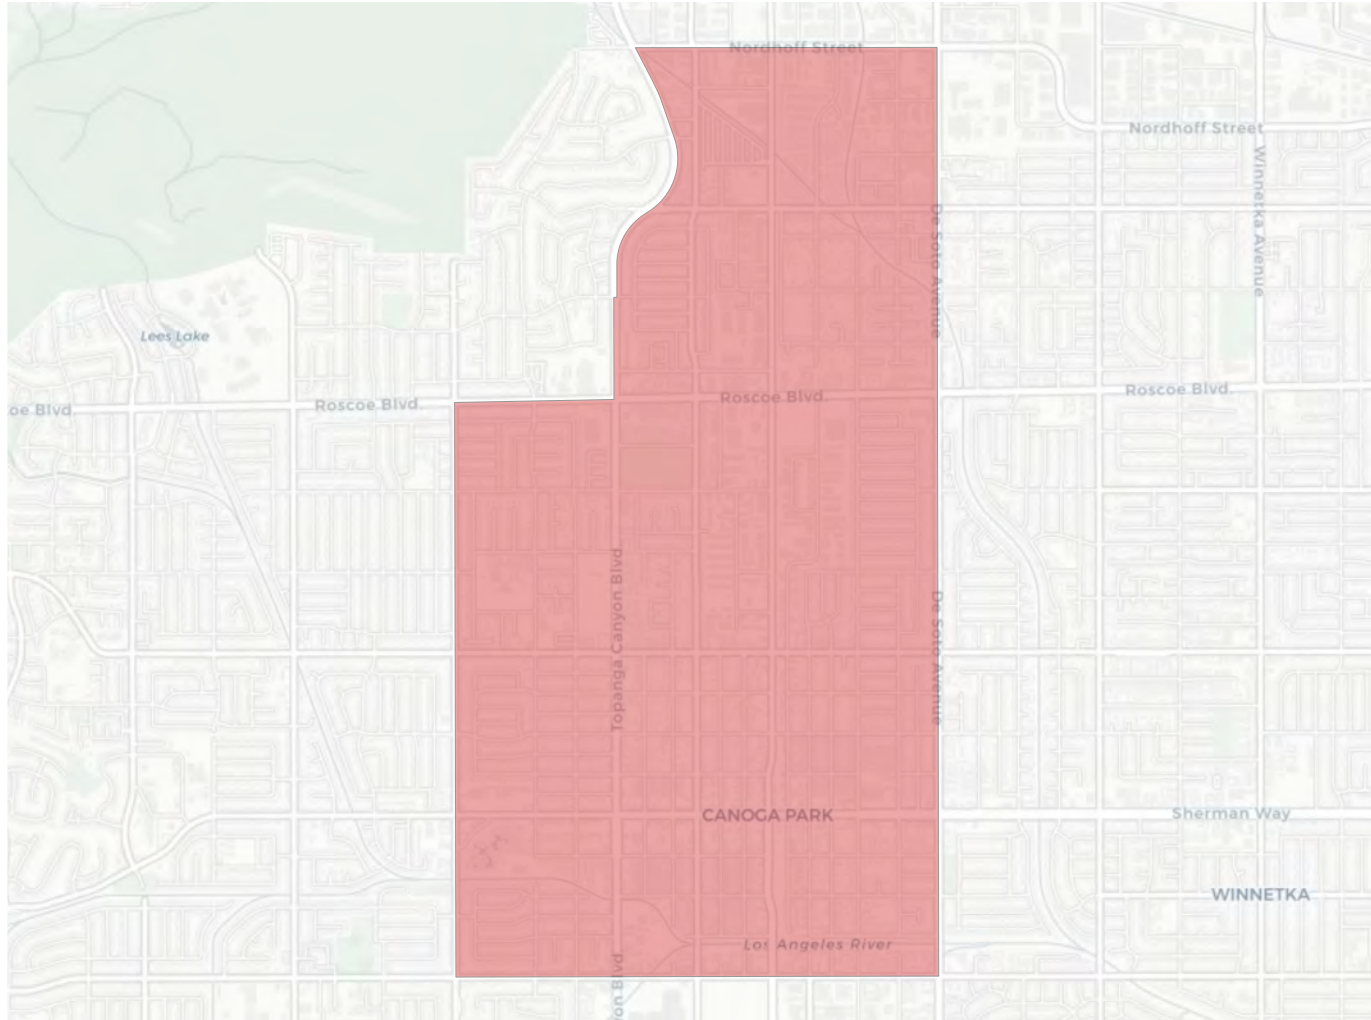 Nordhoff Street
Nordhoff Street
Winnetka Avenue
De Soto Avenue
Lees Lake
oe Blvd.
Roscoe Blvd.
Roscoe Blvd.
Roscoe Blvd.
Topanga Canyon Blvd
De Soto Avenue
CANOGA PARK
Sherman Way
WINNETKA
Los Angeles River
yon Blvd